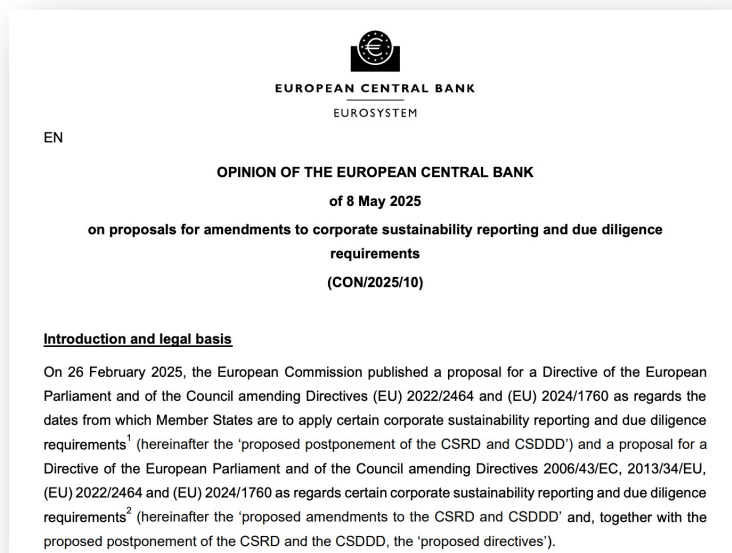 EUROPEAN CENTRAL BANK
EUROSYSTEM
EN
OPINION OF THE EUROPEAN CENTRAL BANK
of 8 May 2025
on proposals for amendments to corporate sustainability reporting and due diligence
requirements
(CON/2025/10)
Introduction and legal basis
On 26 February 2025, the European Commission published a proposal for a Directive of the European
Parliament and of the Council amending Directives (EU) 2022/2464 and (EU) 2024/1760 as regards the
dates from which Member States are to apply certain corporate sustainability reporting and due diligence
requirements1 (hereinafter the ‘proposed postponement of the CSRD and CSDDD’) and a proposal for a
Directive of the European Parliament and of the Council amending Directives 2006/43/EC, 2013/34/EU,
(EU) 2022/2464 and (EU) 2024/1760 as regards certain corporate sustainability reporting and due diligence
requirements2 (hereinafter the ‘proposed amendments to the CSRD and CSDDD’ and, together with the
proposed postponement of the CSRD and the CSDDD, the ‘proposed directives’).